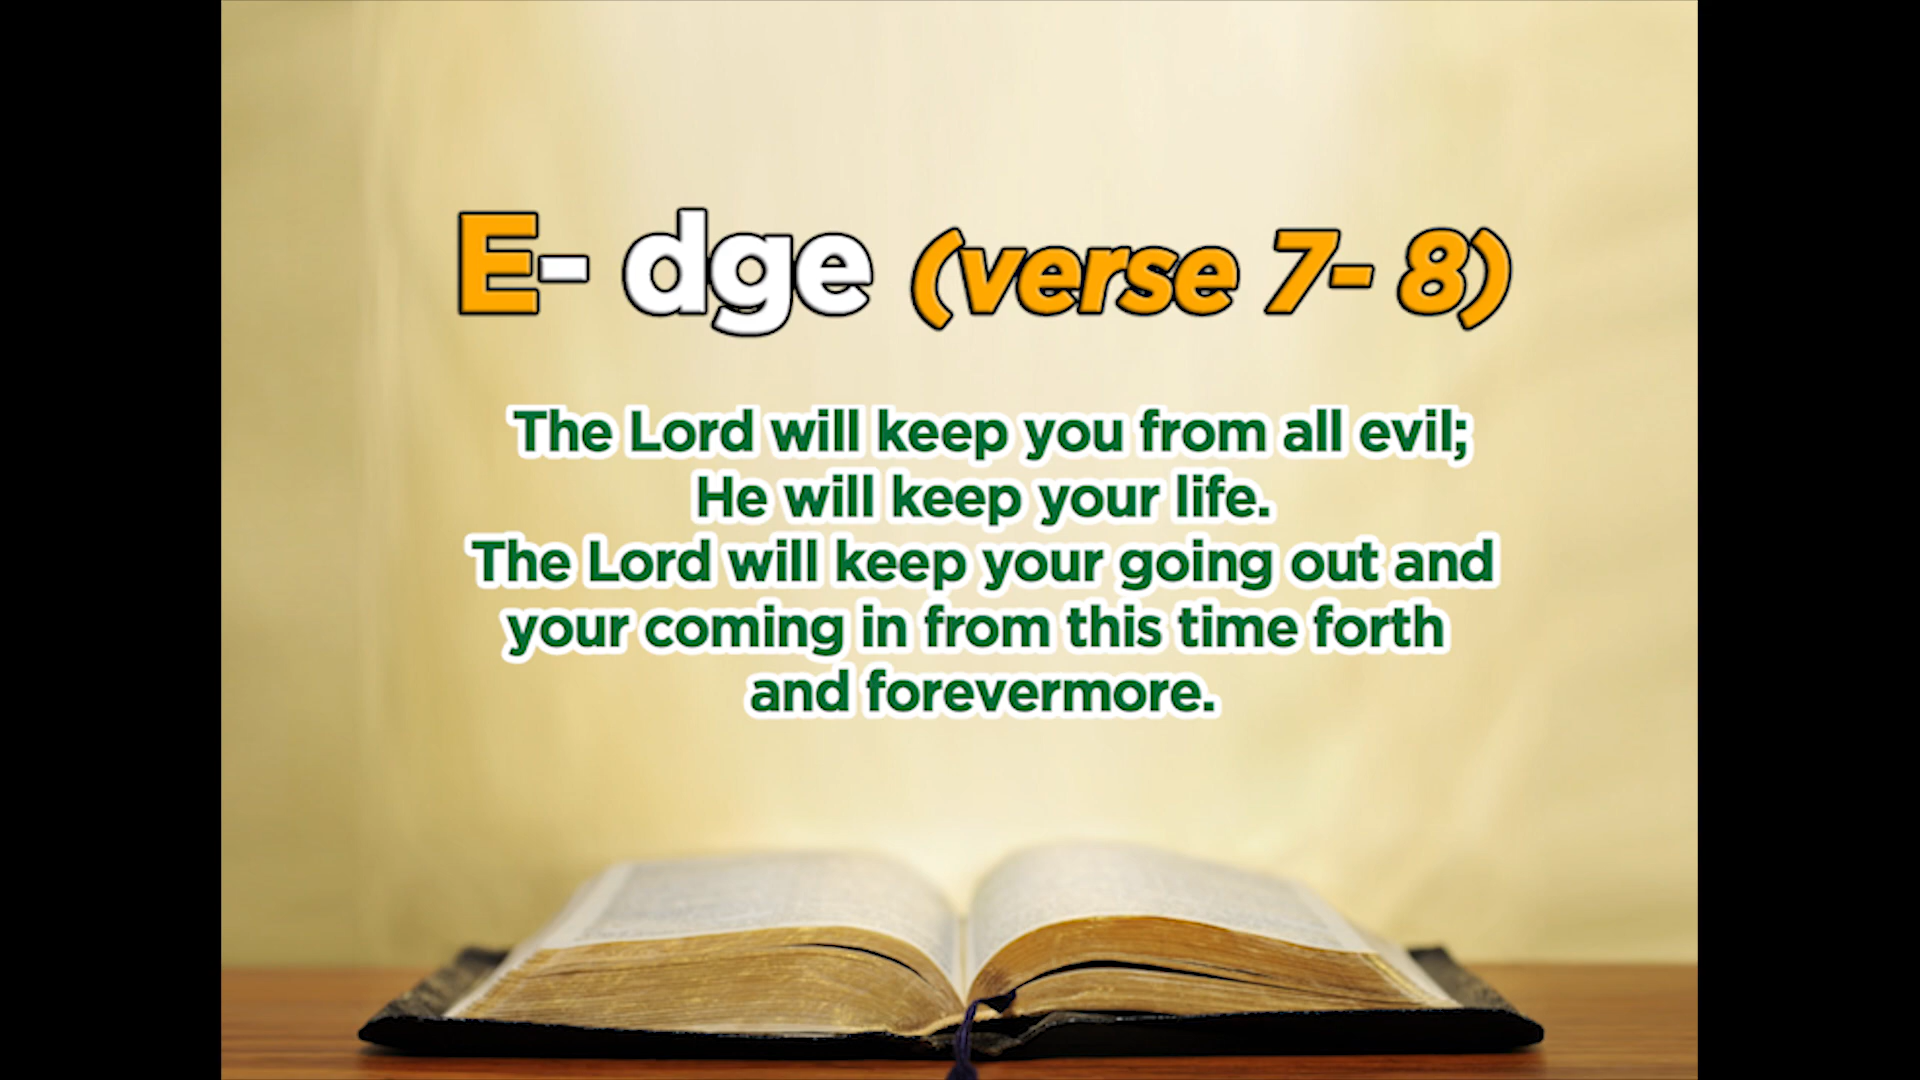 E- dge (verse 7- 8)
The Lord will keep you from all evil;
He will keep your life.
The Lord will keep your going out and
your coming in from this time forth
and forevermore.